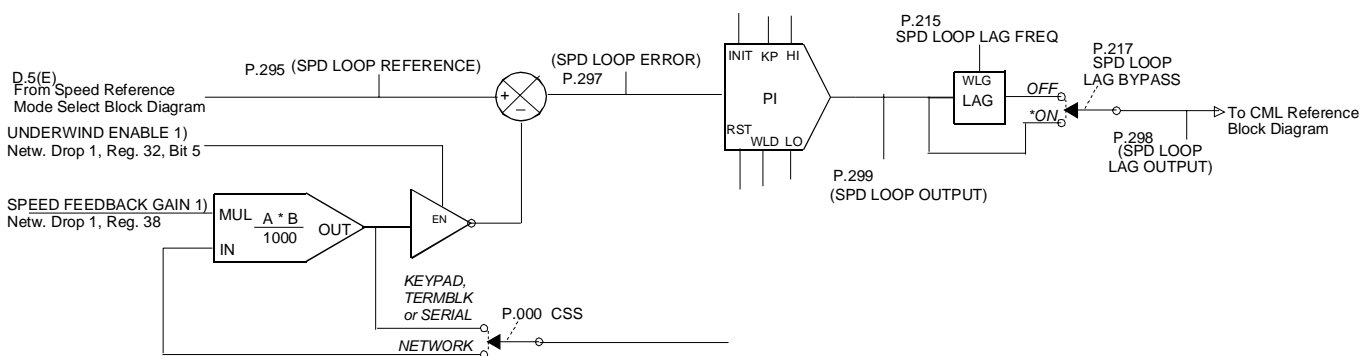 P.215
SPD LOOP LAG FREQ
INIT KP HI
(SPD LOOP ERROR)
P.297
P.295 (SPD LOOP REFERENCE)
P.217
SPD LOOP
LAG BYPASS
D.5(E)
From Speed Reference
Mode Select Block Diagram
+
–
PI
WLG
LAG
OFF
*ON
To CML Reference
Block Diagram
UNDERWIND ENABLE 1)
Netw. Drop 1, Reg. 32, Bit 5
RST
WLD LO
P.299
(SPD LOOP OUTPUT)
P.298
(SPD LOOP
LAG OUTPUT)
SPEED FEEDBACK GAIN 1)
Netw. Drop 1, Reg. 38
MUL
A * B
1000
OUT
IN
EN
KEYPAD,
TERMBLK
or SERIAL
P.000 CSS
NETWORK